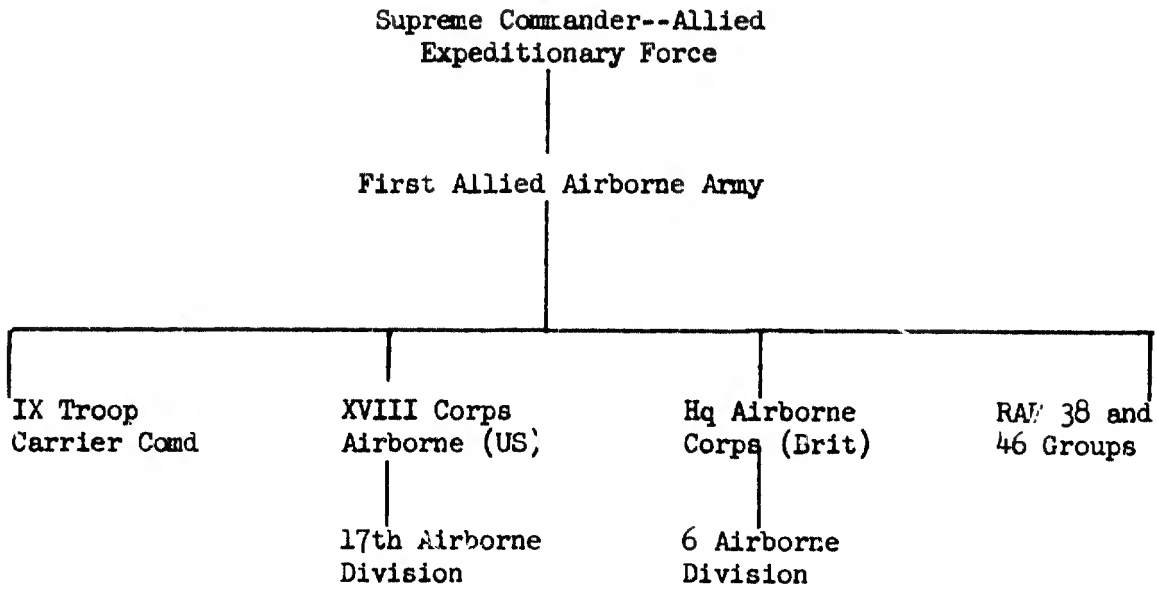 Supreme Commander--Allied
Expeditionary Force
First Allied Airborne Army
IX Troop
Carrier Comd
XVIII Corps
Airborne (US)
Hq Airborne
Corps (Brit)
RAF 38 and
46 Groups
17th Airborne
Division
6 Airborne
Division